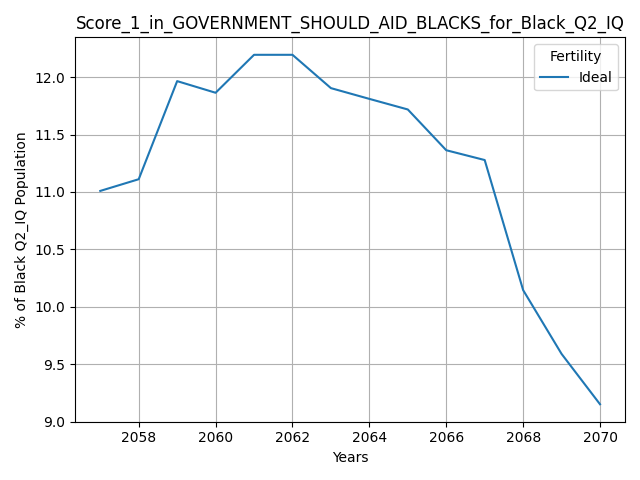 Score_1_in_GOVERNMENT_SHOULD_AID_BLACKS_for_Black_Q2_IQ
Fertility
Ideal
% of Black Q2_IQ Population
12.0
11.5
11.0
10.5
10.0
9.5
9.0
2058 2060 2062 2064 2066 2068 2070
Years